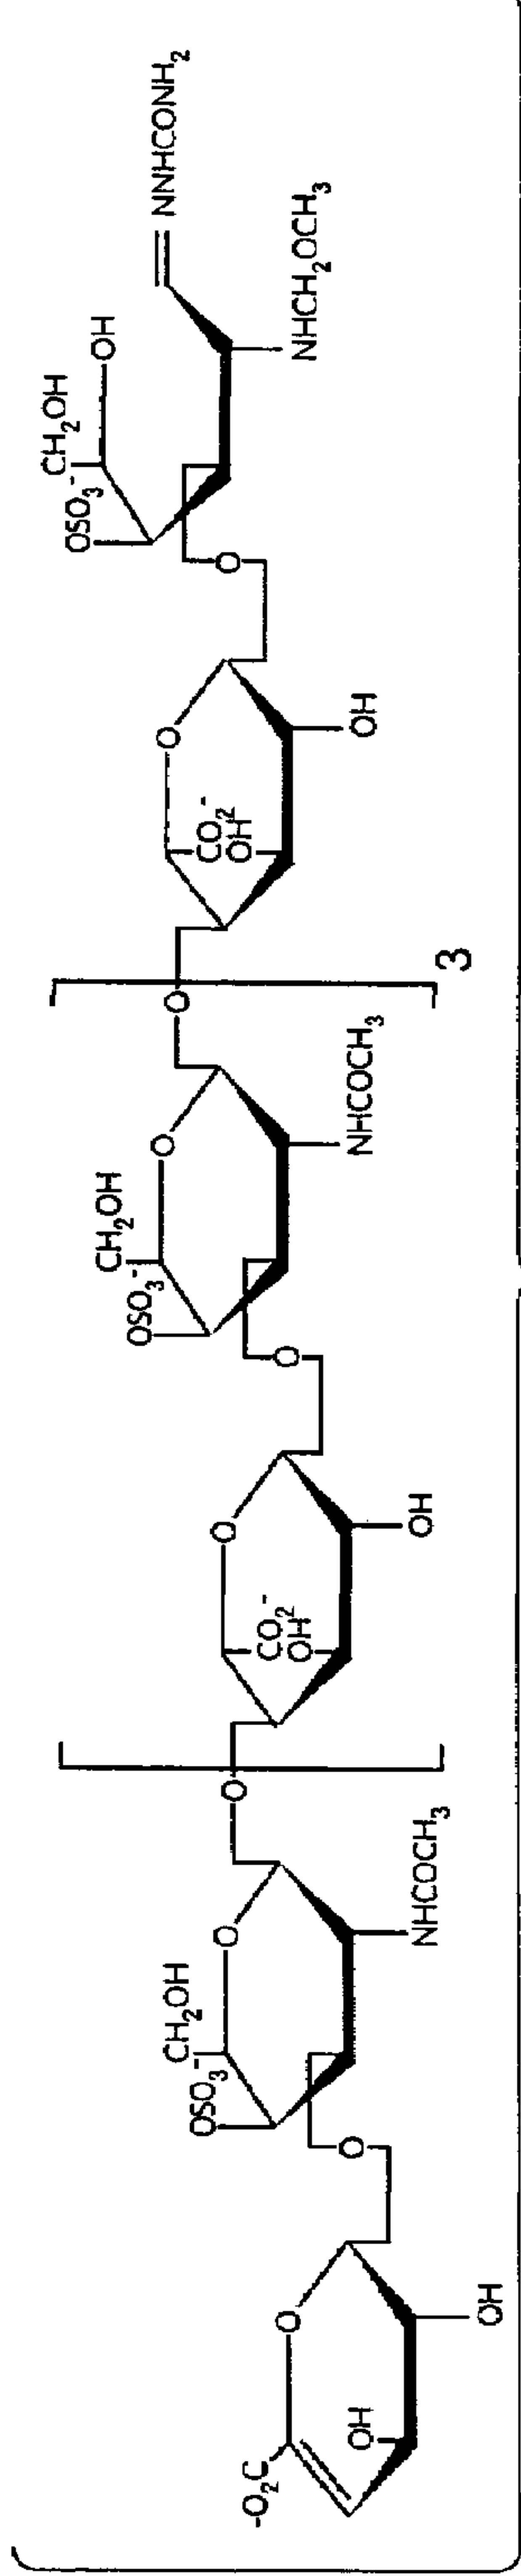 -O₂C
O
OH
OH
O
OSO₃⁻
CH₂OH
O
NHCOCH₃
O
O
CO₂⁻
OH
OH
O
OSO₃⁻
CH₂OH
O
NHCOCH₃
O
3
O
CO₂⁻
OH
OH
O
OSO₃⁻
CH₂OH
OH
NHCH₂OCH₃
NNHCONH₂